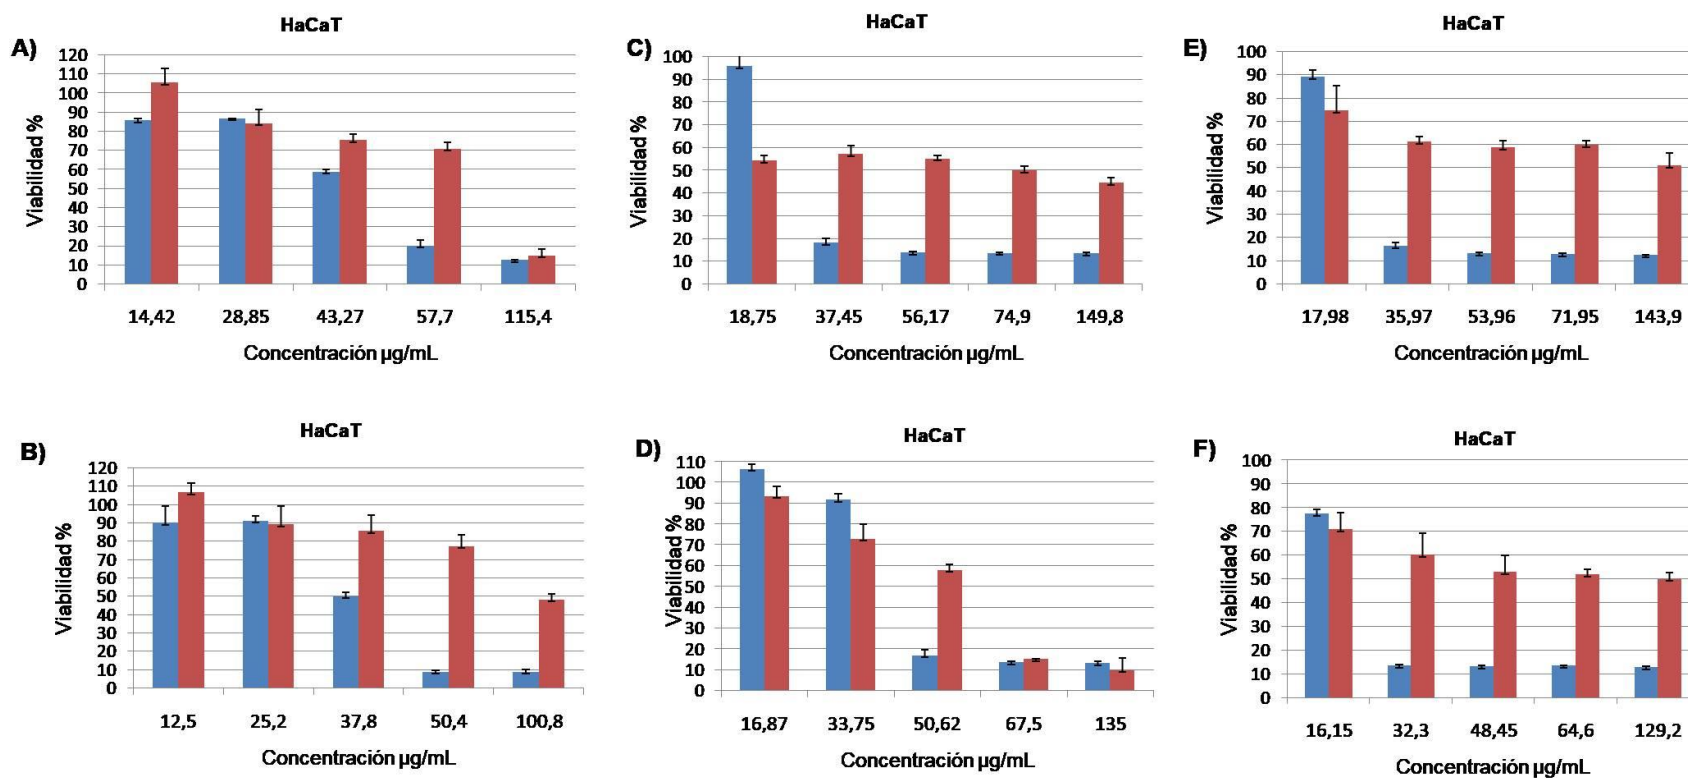 A)
HaCaT
120
110
100
90
80
70
60
50
40
30
20
10
0
Viabilidad %
14,42 28,85 43,27 57,7 115,4
Concentración µg/mL
C)
HaCaT
100
90
80
70
60
50
40
30
20
10
0
Viabilidad %
18,75 37,45 56,17 74,9 149,8
Concentración µg/mL
E)
HaCaT
100
90
80
70
60
50
40
30
20
10
0
Viabilidad %
17,98 35,97 53,96 71,95 143,9
Concentración µg/mL
B)
HaCaT
120
110
100
90
80
70
60
50
40
30
20
10
0
Viabilidad %
12,5 25,2 37,8 50,4 100,8
Concentración µg/mL
D)
HaCaT
110
100
90
80
70
60
50
40
30
20
10
0
Viabilidad %
16,87 33,75 50,62 67,5 135
Concentración µg/mL
F)
HaCaT
100
90
80
70
60
50
40
30
20
10
0
Viabilidad %
16,15 32,3 48,45 64,6 129,2
Concentración µg/mL